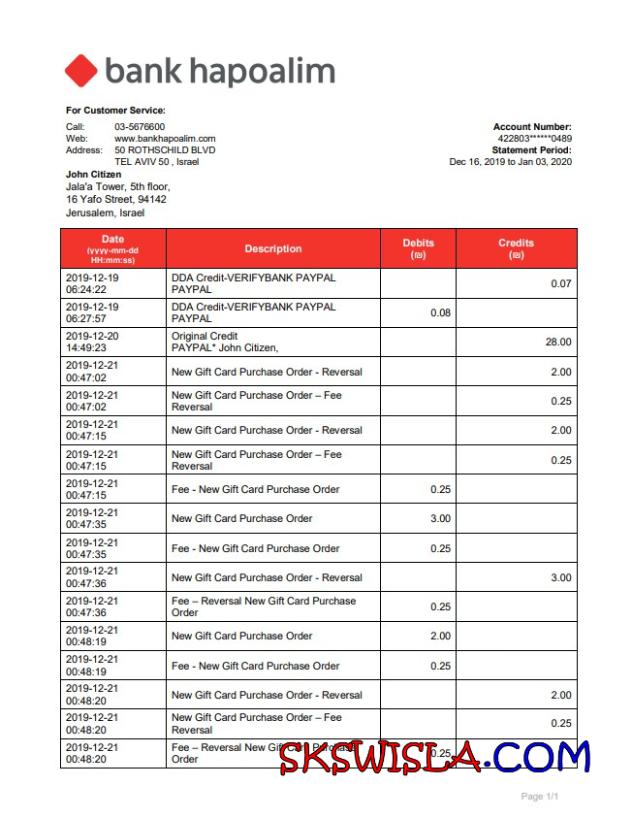 bank hapoalim
For Customer Service:
Call: 03-5676600
Web: www.bankhapoalim.com
Address: 50 ROTHSCHILD BLVD
TEL AVIV 50 , Israel
Account Number:
422803******0489
Statement Period:
Dec 16, 2019 to Jan 03, 2020
John Citizen
Jala'a Tower, 5th floor,
16 Yafo Street, 94142
Jerusalem, Israel
Date Description Debits Credits
(yyyy-mm-dd (₪) (₪)
HH:mm:ss)
2019-12-19 DDA Credit-VERIFYBANK PAYPAL
06:24:22 PAYPAL 0.07
2019-12-19 DDA Credit-VERIFYBANK PAYPAL
06:27:57 PAYPAL 0.08
2019-12-20 Original Credit
14:49:23 PAYPAL* John Citizen, 28.00
2019-12-21
00:47:02 New Gift Card Purchase Order - Reversal 2.00
2019-12-21 New Gift Card Purchase Order – Fee
00:47:02 Reversal 0.25
2019-12-21
00:47:15 New Gift Card Purchase Order - Reversal 2.00
2019-12-21 New Gift Card Purchase Order – Fee
00:47:15 Reversal 0.25
2019-12-21
00:47:15 Fee - New Gift Card Purchase Order 0.25
2019-12-21
00:47:35 New Gift Card Purchase Order 3.00
2019-12-21
00:47:35 Fee - New Gift Card Purchase Order 0.25
2019-12-21
00:47:36 New Gift Card Purchase Order - Reversal 3.00
2019-12-21 Fee – Reversal New Gift Card Purchase
00:47:36 Order 0.25
2019-12-21
00:48:19 New Gift Card Purchase Order 2.00
2019-12-21
00:48:19 Fee - New Gift Card Purchase Order 0.25
2019-12-21
00:48:20 New Gift Card Purchase Order - Reversal 2.00
2019-12-21 New Gift Card Purchase Order – Fee
00:48:20 Reversal 0.25
2019-12-21 Fee – Reversal New Gift Card Purchase
00:48:20 Order 0.25
SKSWISLA.COM
Page 1/1